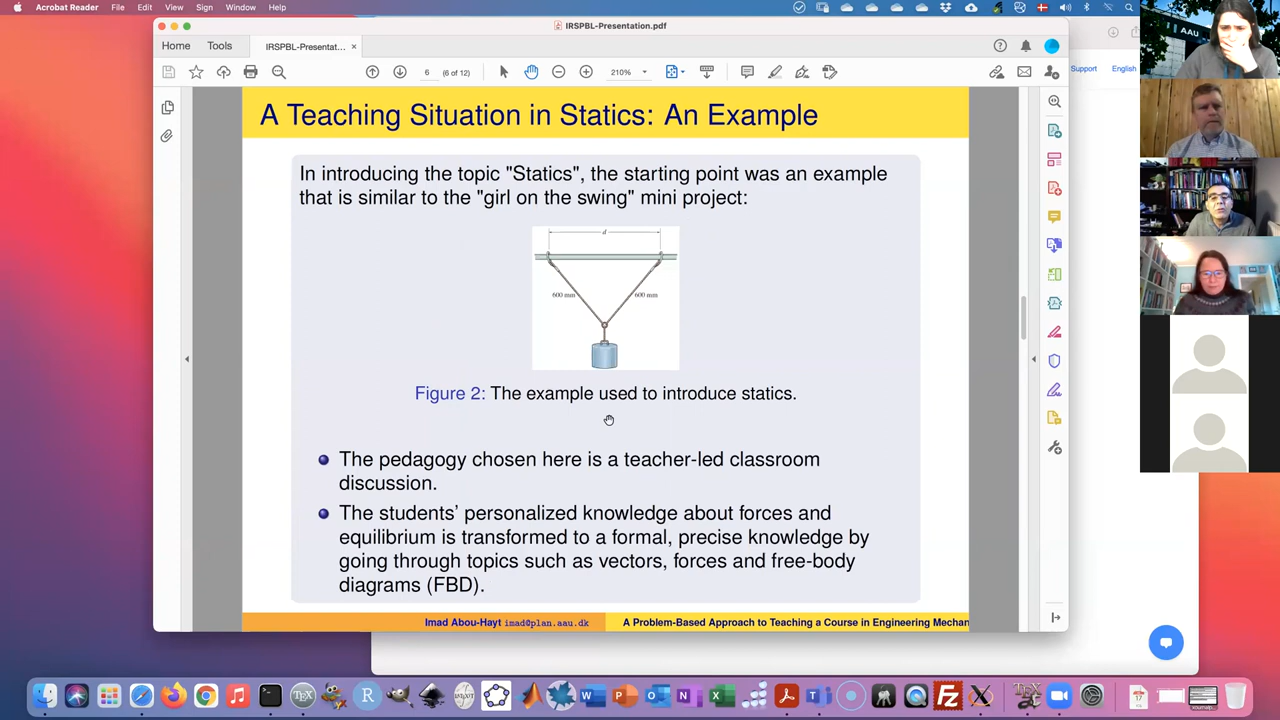 Acrobat Reader File Edit View Sign Window Help
IRSPBL-Presentation.pdf
Home Tools IRSPBL-Presentat... ×
6 (6 of 12) 210%
Support English
AAU
A Teaching Situation in Statics: An Example
In introducing the topic "Statics", the starting point was an example
that is similar to the "girl on the swing" mini project:
d
600 mm 600 mm
Figure 2: The example used to introduce statics.
The pedagogy chosen here is a teacher-led classroom
discussion.
The students' personalized knowledge about forces and
equilibrium is transformed to a formal, precise knowledge by
going through topics such as vectors, forces and free-body
diagrams (FBD).
Imad Abou-Hayt imad@plan.aau.dk A Problem-Based Approach to Teaching a Course in Engineering Mechan